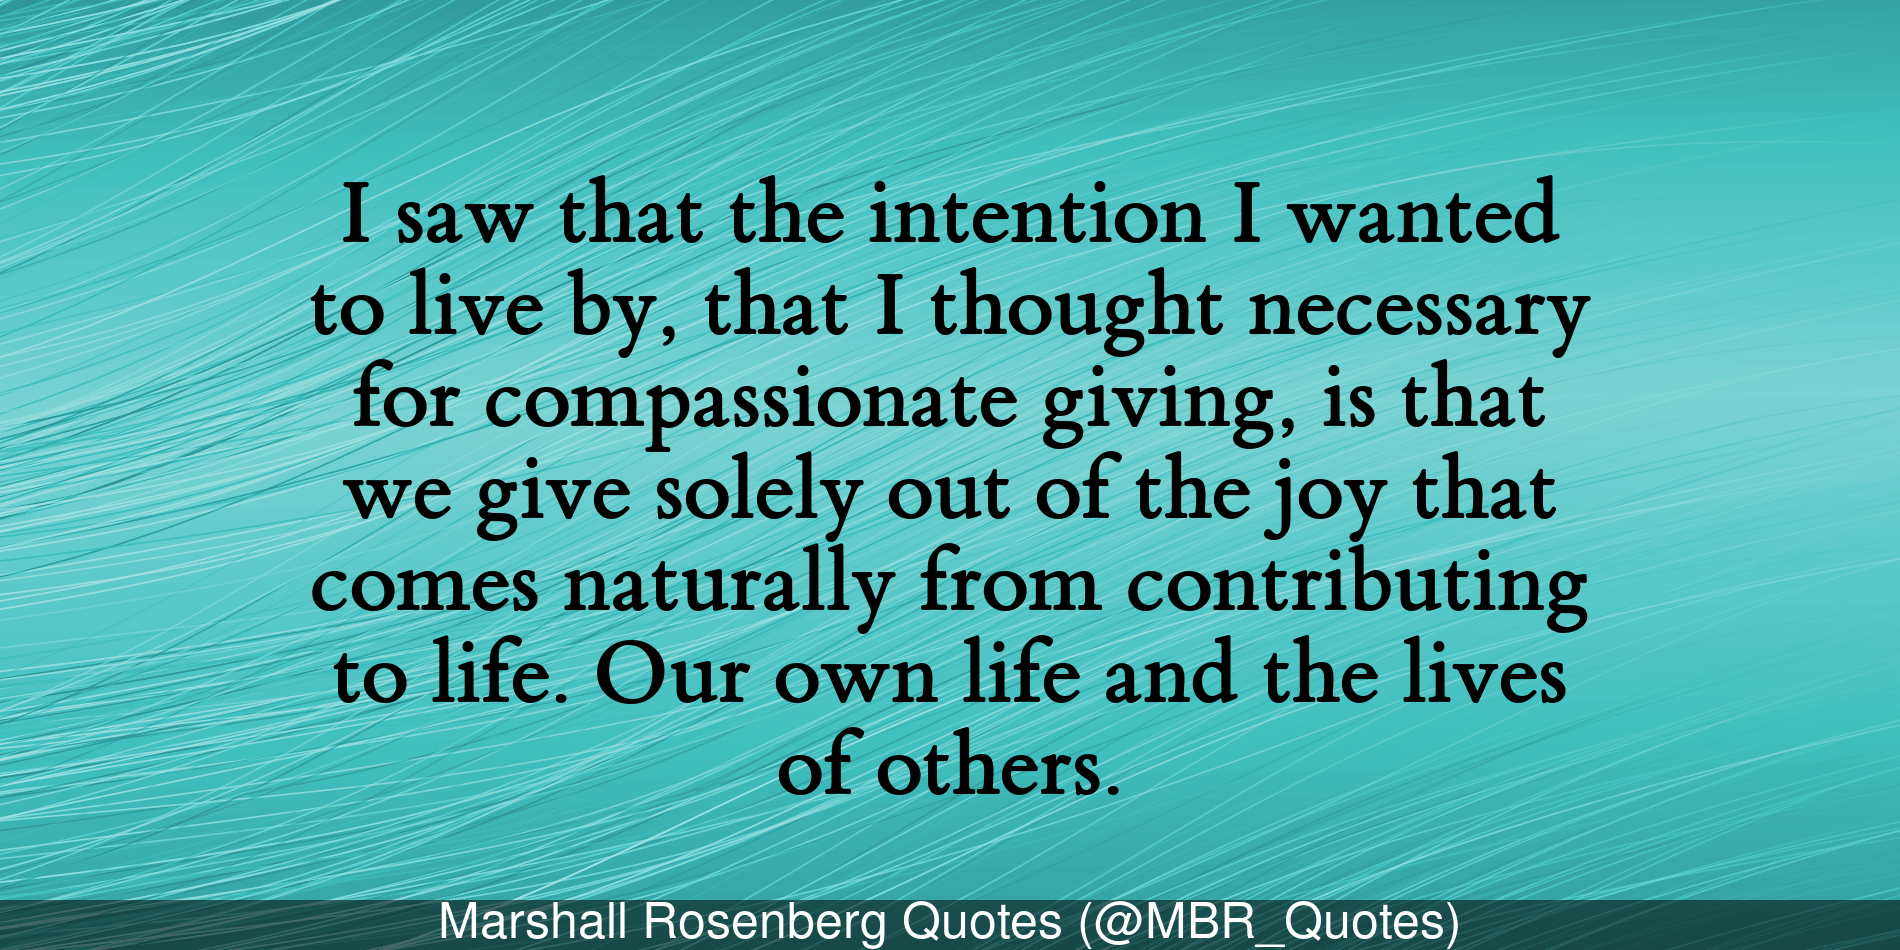 I saw that the intention I wanted
to live by, that I thought necessary
for compassionate giving, is that
we give solely out of the joy that
comes naturally from contributing
to life. Our own life and the lives
of others.
Marshall Rosenberg Quotes (@MBR_Quotes)